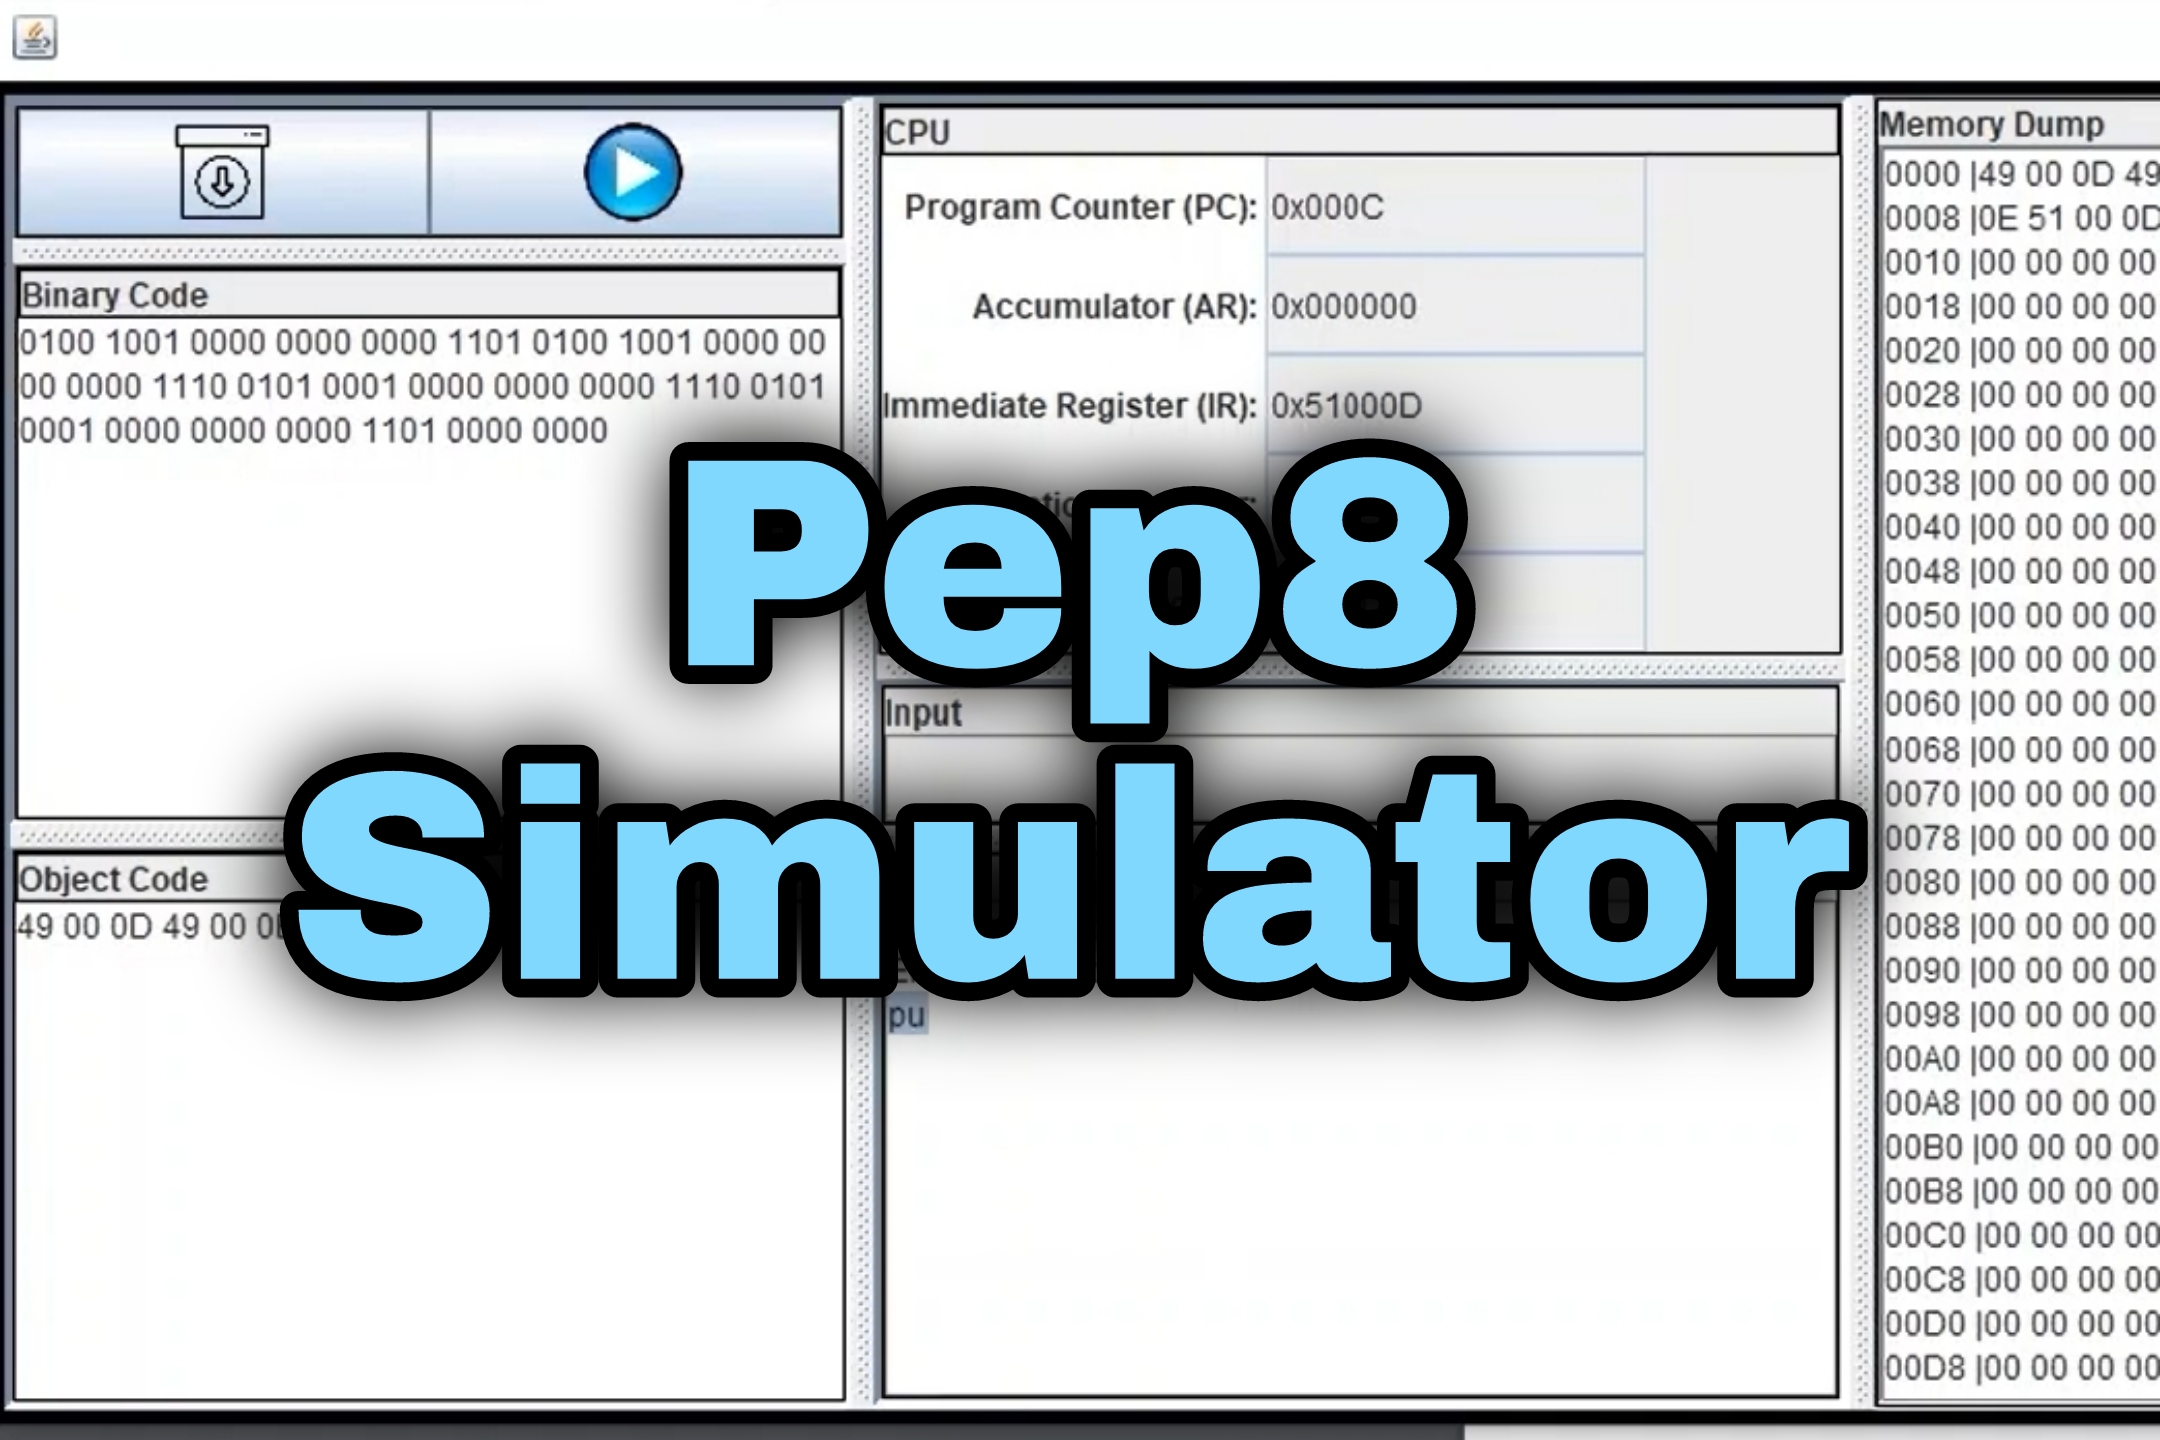 Binary Code
0100 1001 0000 0000 0000 1101 0100 1001 0000 00
00 0000 1110 0101 0001 0000 0000 0000 1110 0101
0001 0000 0000 0000 1101 0000 0000
Object Code
49 00 0D 49 00
CPU
Program Counter (PC): 0x000C
Accumulator (AR): 0x000000
Immediate Register (IR): 0x51000D
Pep8
Simulator
Input
pu
Memory Dump
0000 |49 00 0D 49
0008 |0E 51 00 0D
0010 |00 00 00 00
0018 |00 00 00 00
0020 |00 00 00 00
0028 |00 00 00 00
0030 |00 00 00 00
0038 |00 00 00 00
0040 |00 00 00 00
0048 |00 00 00 00
0050 |00 00 00 00
0058 |00 00 00 00
0060 |00 00 00 00
0068 |00 00 00 00
0070 |00 00 00 00
0078 |00 00 00 00
0080 |00 00 00 00
0088 |00 00 00 00
0090 |00 00 00 00
0098 |00 00 00 00
00A0 |00 00 00 00
00A8 |00 00 00 00
00B0 |00 00 00 00
00B8 |00 00 00 00
00C0 |00 00 00 00
00C8 |00 00 00 00
00D0 |00 00 00 00
00D8 |00 00 00 00